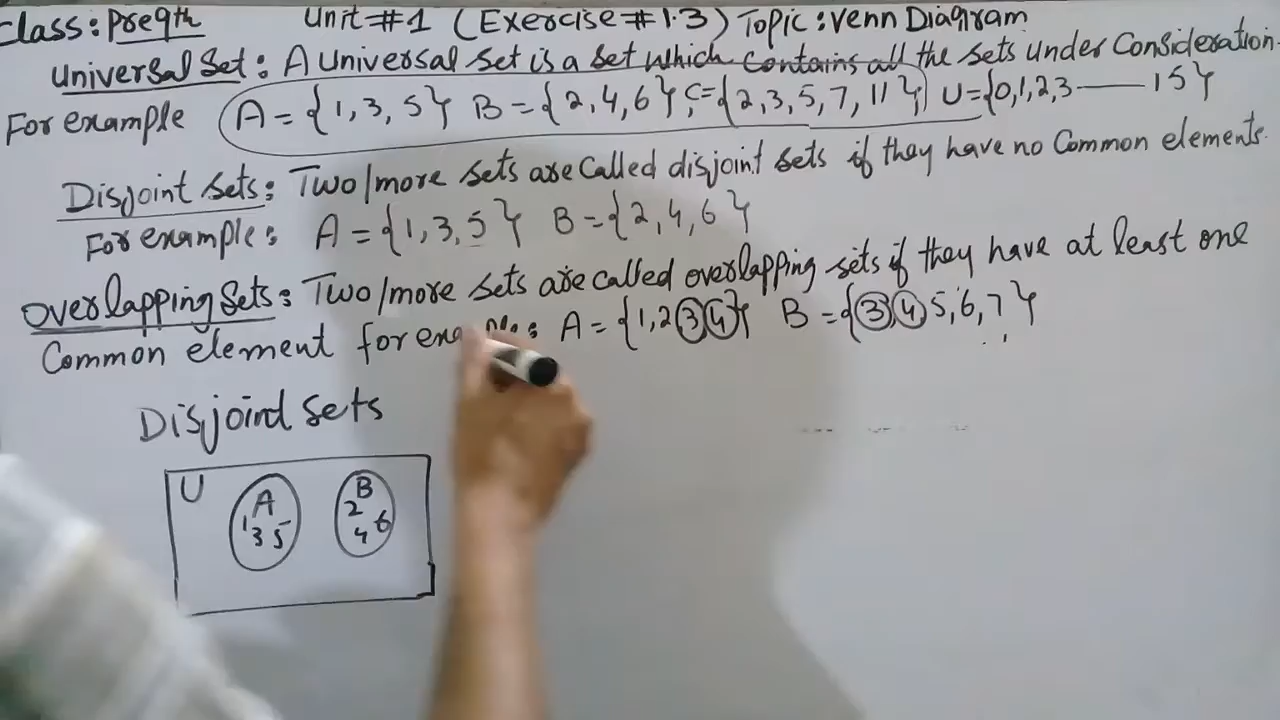 Class: Pre9th Unit #1 (Exercise #1.3) Topic: Venn Diagram
Universal Set: A Universal set is a set which contains all the sets under Consideration.
For example A = {1, 3, 5} B = {2, 4, 6}, C = {2, 3, 5, 7, 11} U = {0, 1, 2, 3 —— 15}
Disjoint sets: Two/more sets are called disjoint sets if they have no Common elements.
For example: A = {1, 3, 5} B = {2, 4, 6}
Overlapping Sets: Two/more sets are called overlapping sets if they have at least one
Common element for A = {1, 2 3 4} B = {3, 4 5, 6, 7}
Disjoint Sets
U A B
1 3 5 2 4 6